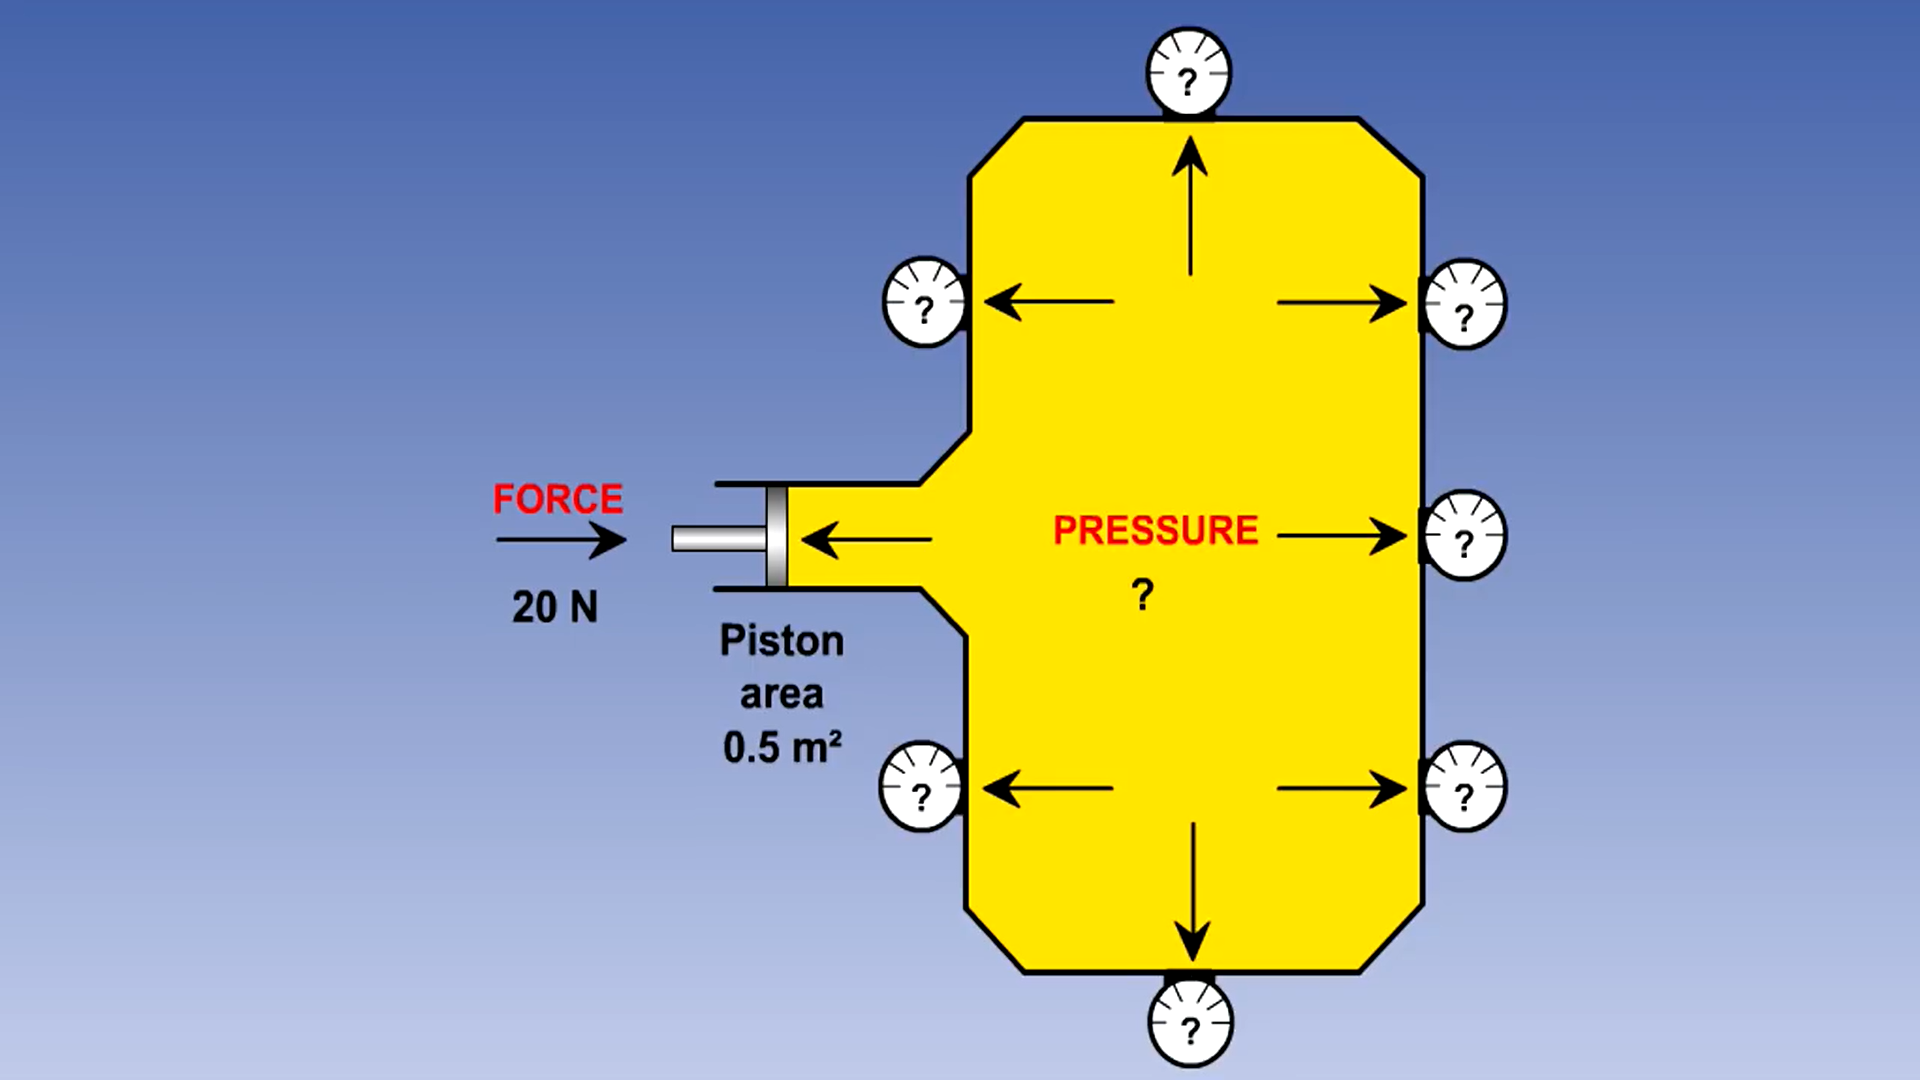 ?
?
?
FORCE
PRESSURE
?
20 N
?
Piston
area
0.5 m²
?
?
?